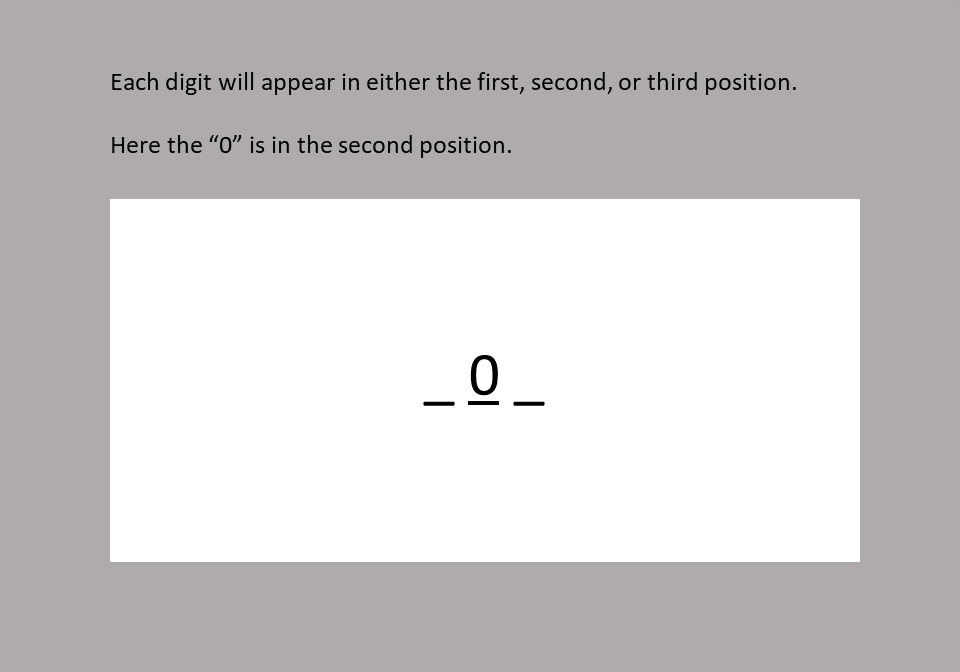 Each digit will appear in either the first, second, or third position.
Here the “0” is in the second position.
_ 0 _